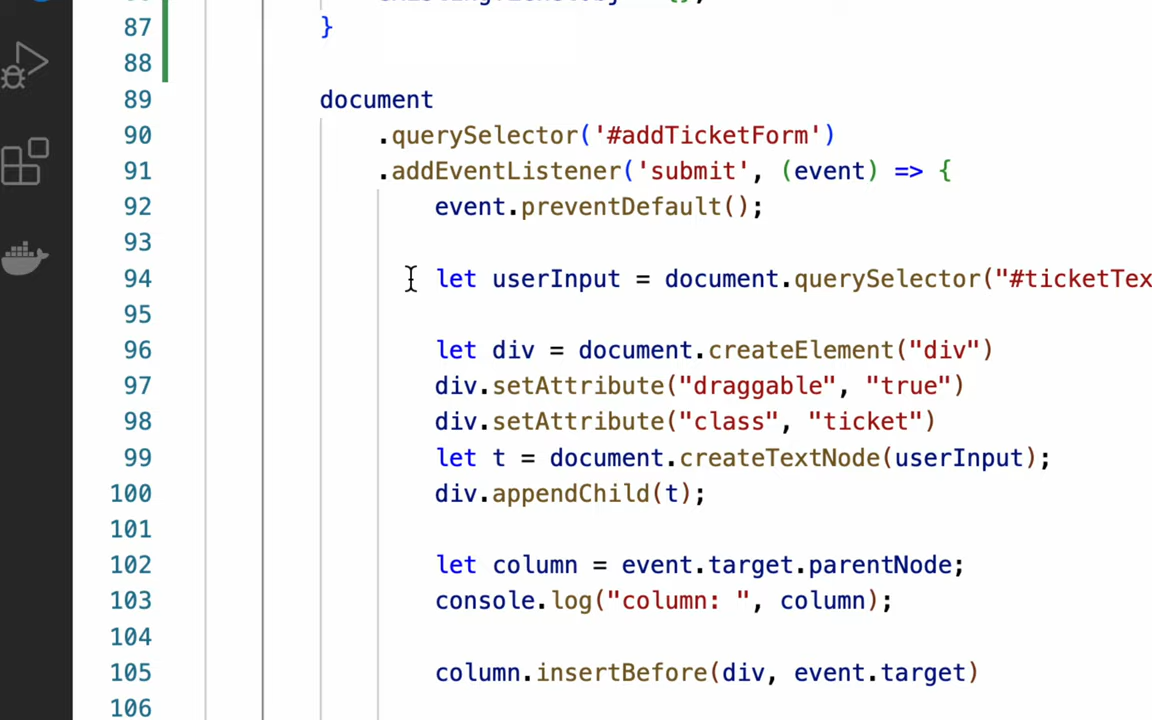 87 }
88
89 document
90 .querySelector('#addTicketForm')
91 .addEventListener('submit', (event) => {
92 event.preventDefault();
93
94 let userInput = document.querySelector("#ticketTex
95
96 let div = document.createElement("div")
97 div.setAttribute("draggable", "true")
98 div.setAttribute("class", "ticket")
99 let t = document.createTextNode(userInput);
100 div.appendChild(t);
101
102 let column = event.target.parentNode;
103 console.log("column: ", column);
104
105 column.insertBefore(div, event.target)
106